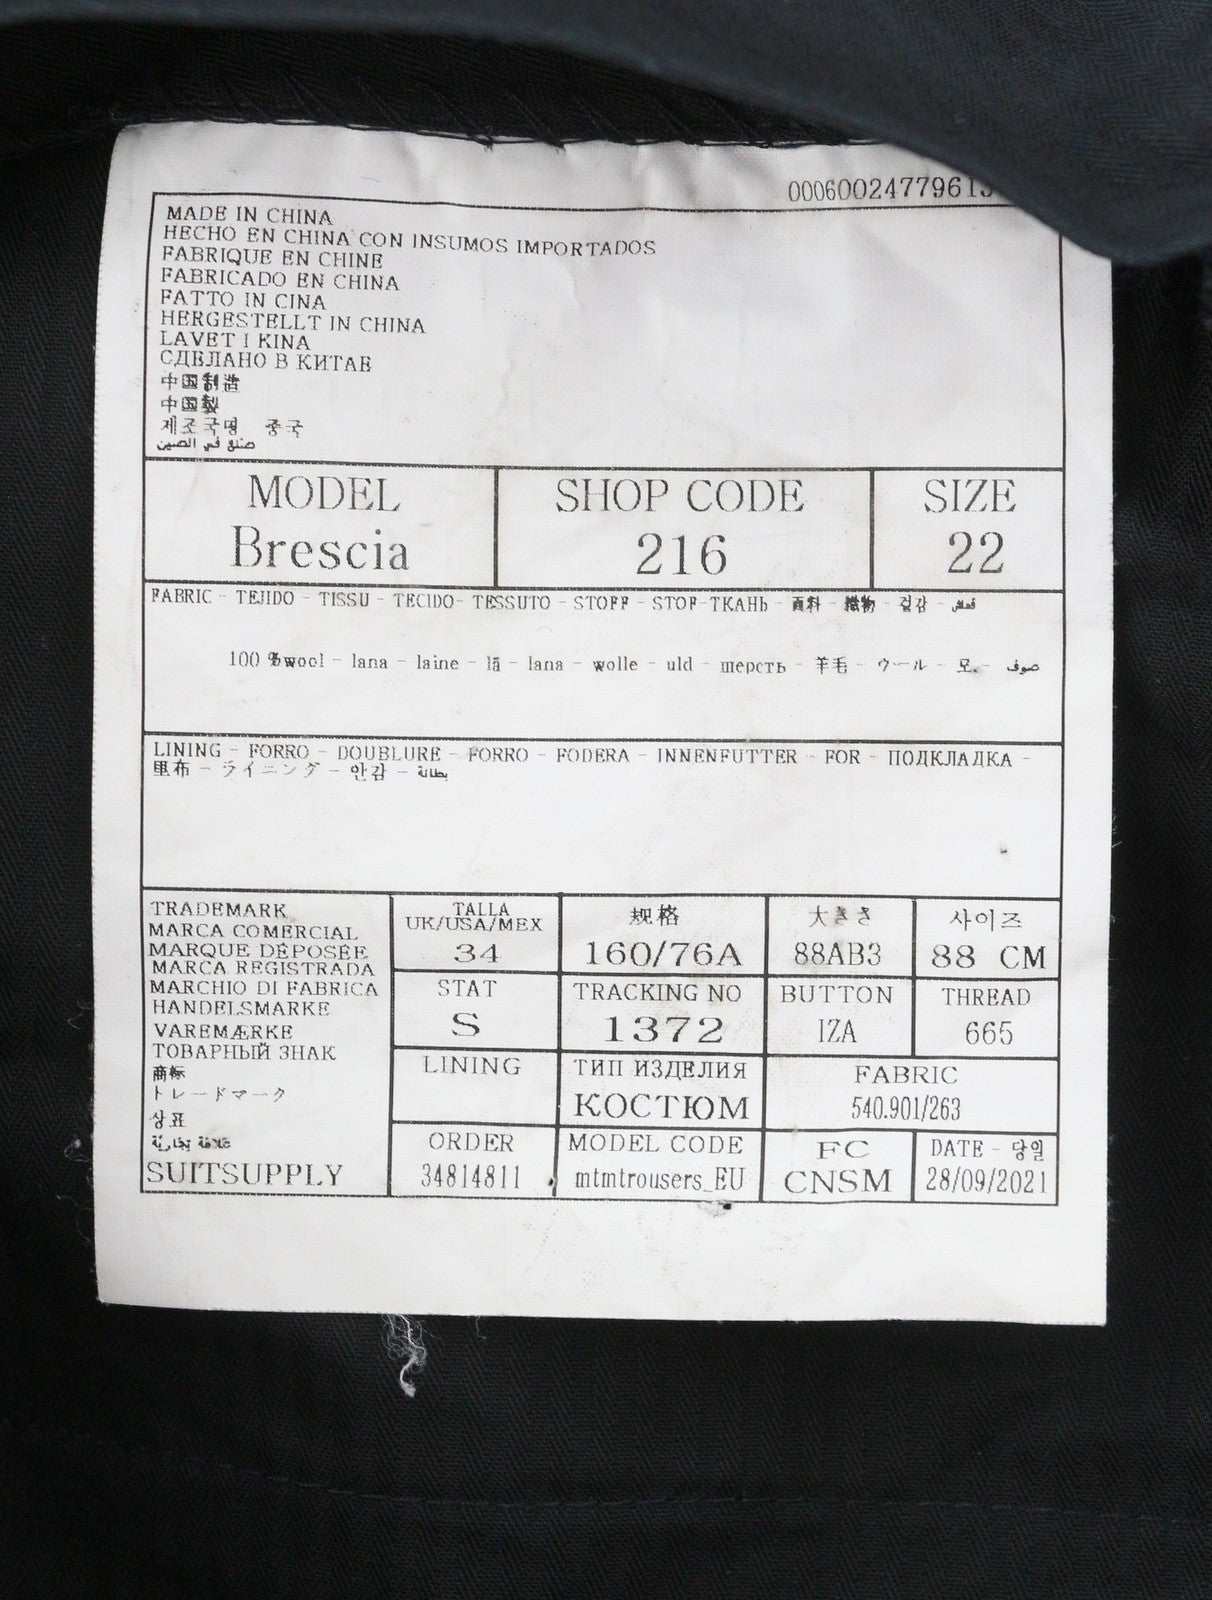 000600247796
MADE IN CHINA
HECHO EN CHINA CON INSUMOS IMPORTADOS
FABRIQUE EN CHINE
FABRICADO EN CHINA
FATTO IN CINA
HERGESTELLT IN CHINA
LAVET I KINA
СДЕЛАНО В КИТАЕ
中国制造
中国製
제조국명 중국
صنع في الصين
MODEL
Brescia
SHOP CODE
216
SIZE
22
FABRIC - TEJIDO - TISSU - TECIDO- TESSUTO - STOFF - STOF-ТКАНЬ - 面料 - 織物 - 겉감 - قماش
100 %wool - lana - laine - lã - lana - wolle - uld - шерсть - 羊毛 - ウール - 모 - صوف
LINING - FORRO - DOUBLURE - FORRO - FODERA - INNENFUTTER - FOR - ПОДКЛАДКА -
里布 - ライニング - 안감 - بطانة
TRADEMARK
MARCA COMERCIAL
MARQUE DÉPOSÉE
MARCA REGISTRADA
MARCHIO DI FABRICA
HANDELSMARKE
VAREMÆRKE
ТОВАРНЫЙ ЗНАК
商标
トレードマーク
상표
علامة تجارية
SUITSUPPLY
TALLA
UK/USA/MEX
34
规格
160/76A
大きさ
88AB3
사이즈
88 CM
STAT
S
TRACKING NO
1372
BUTTON
IZA
THREAD
665
LINING
ТИП ИЗДЕЛИЯ
КОСТЮМ
FABRIC
540.901/263
ORDER
34814811
MODEL CODE
mtmtrousers_EU
FC
CNSM
DATE - 당일
28/09/2021